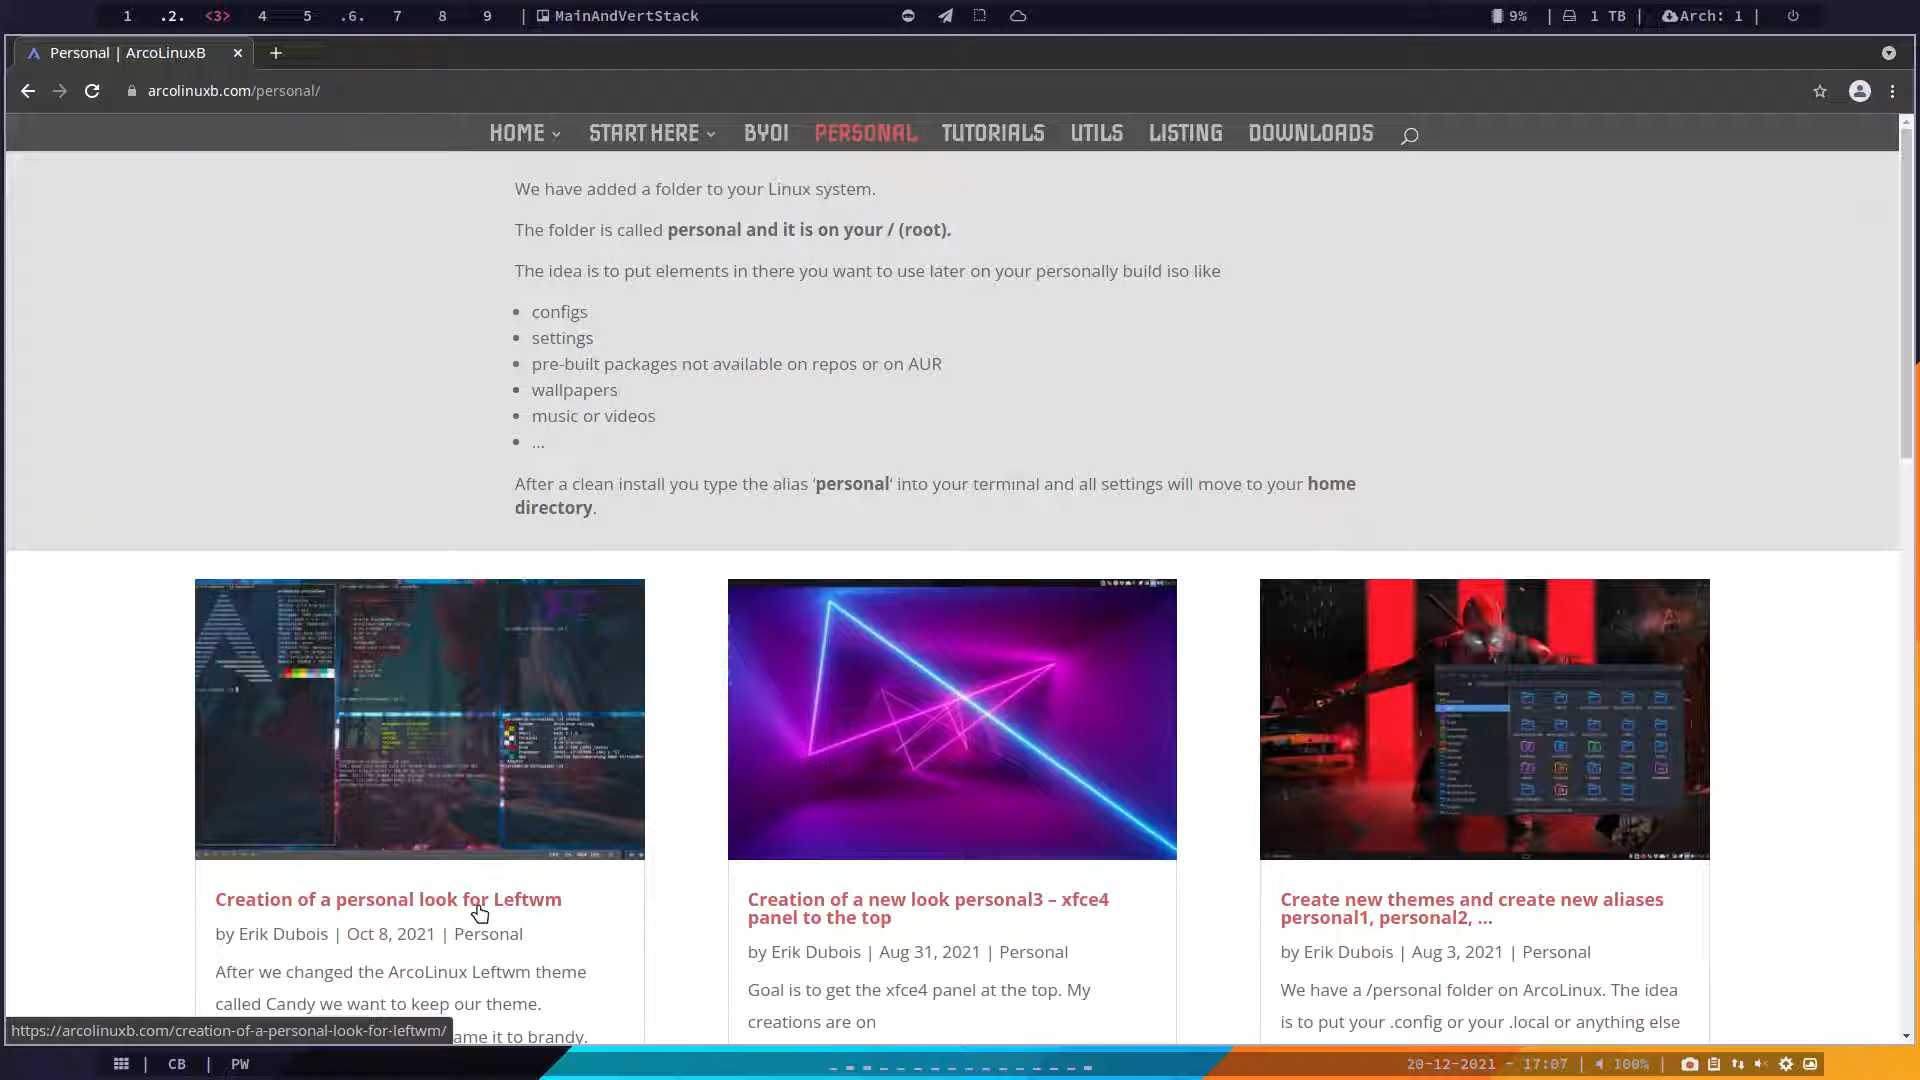 1 .2. <3> 4 5 .6. 7 8 9 | MainAndVertStack
9% | 1 TB | Arch: 1 |
Personal | ArcoLinuxB
arcolinuxb.com/personal/
HOME START HERE BYOI PERSONAL TUTORIALS UTILS LISTING DOWNLOADS
We have added a folder to your Linux system.
The folder is called personal and it is on your / (root).
The idea is to put elements in there you want to use later on your personally build iso like
configs
settings
pre-built packages not available on repos or on AUR
wallpapers
music or videos
...
After a clean install you type the alias ‘personal‘ into your terminal and all settings will move to your home
directory.
Creation of a personal look for Leftwm
by Erik Dubois | Oct 8, 2021 | Personal
After we changed the ArcoLinux Leftwm theme
called Candy we want to keep our theme.
ame it to brandy.
Creation of a new look personal3 – xfce4
panel to the top
by Erik Dubois | Aug 31, 2021 | Personal
Goal is to get the xfce4 panel at the top. My
creations are on
Create new themes and create new aliases
personal1, personal2, ...
by Erik Dubois | Aug 3, 2021 | Personal
We have a /personal folder on ArcoLinux. The idea
is to put your .config or your .local or anything else
https://arcolinuxb.com/creation-of-a-personal-look-for-leftwm/
| CB | PW
20-12-2021 - 17:07 | 100% |